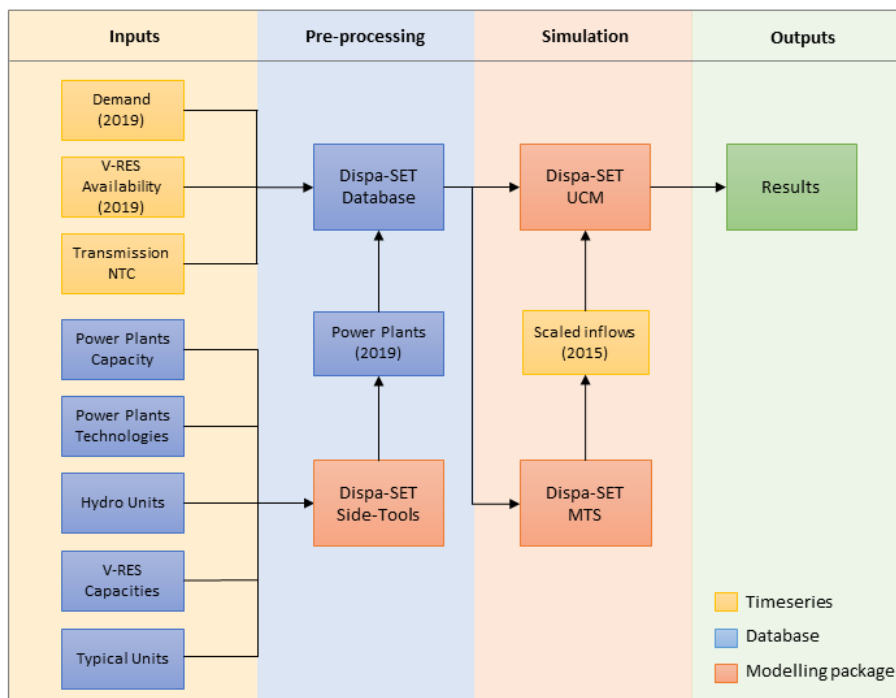 Inputs
Pre-processing
Simulation
Outputs
Demand
(2019)
V-RES
Availability
(2019)
Transmission
NTC
Power Plants
Capacity
Power Plants
Technologies
Hydro Units
V-RES
Capacities
Typical Units
Dispa-SET
Database
Power Plants
(2019)
Dispa-SET
Side-Tools
Dispa-SET
UCM
Scaled inflows
(2015)
Dispa-SET
MTS
Results
Timeseries
Database
Modelling package